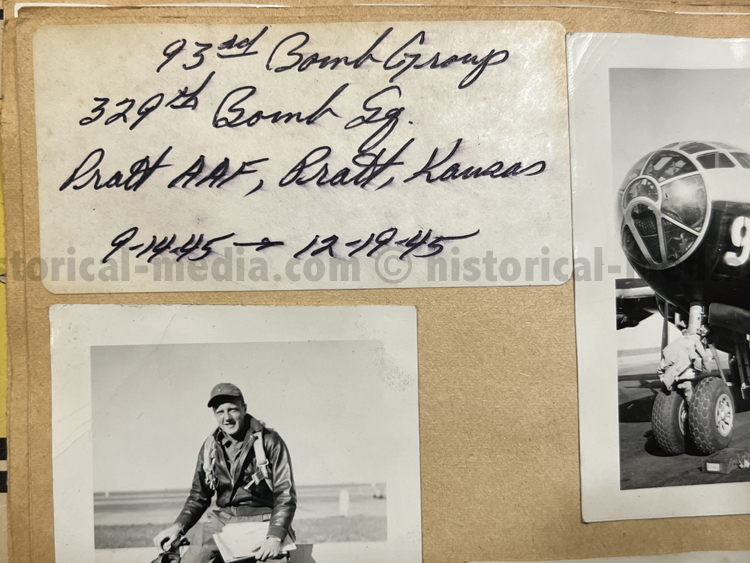 93rd Bomb Group
329th Bomb Sq.
Pratt AAF, Pratt, Kansas
9-14-45 → 12-19-45
storical-media.com © historical-m
9